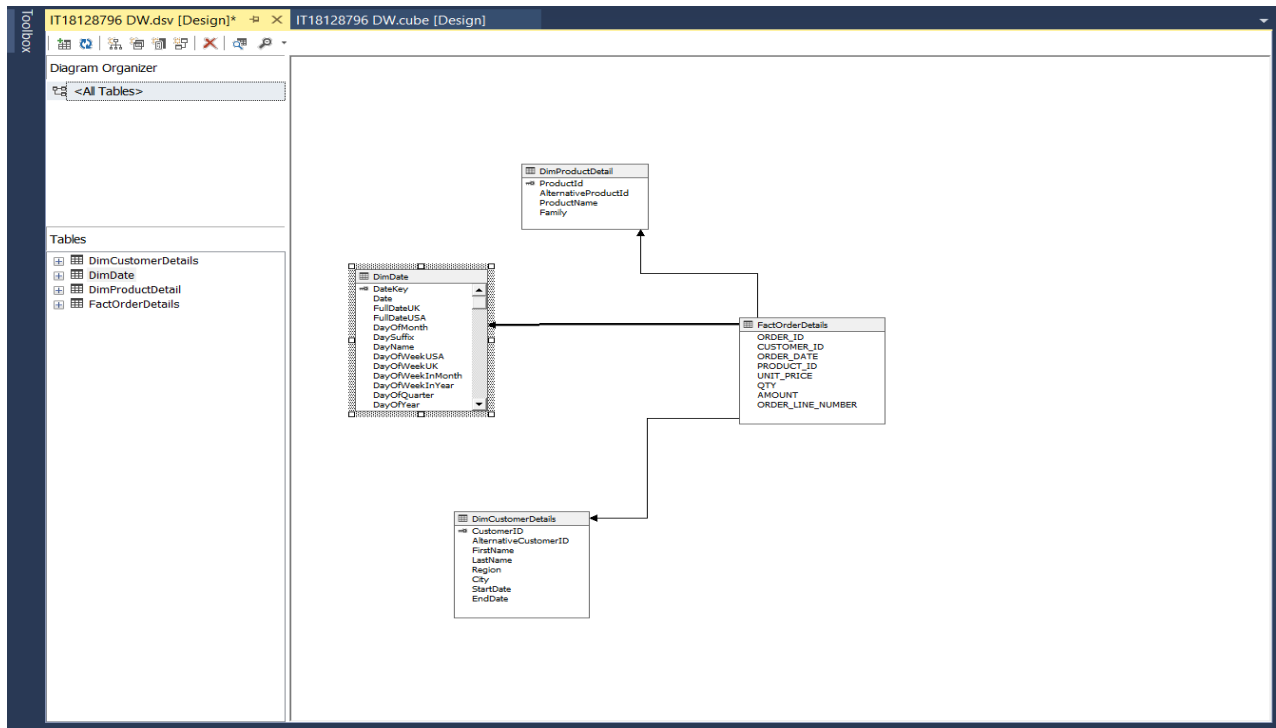 Toolbox
IT18128796 DW.dsv [Design]*
IT18128796 DW.cube [Design]
Diagram Organizer
<All Tables>
Tables
DimCustomerDetails
DimDate
DimProductDetail
FactOrderDetails
DimProductDetail
ProductId
AlternativeProductId
ProductName
Family
DimDate
DateKey
Date
FullDateUK
FullDateUSA
DayOfMonth
DaySuffix
DayName
DayOfWeekUSA
DayOfWeekUK
DayOfWeekInMonth
DayOfWeekInYear
DayOfQuarter
DayOfYear
FactOrderDetails
ORDER_ID
CUSTOMER_ID
ORDER_DATE
PRODUCT_ID
UNIT_PRICE
QTY
AMOUNT
ORDER_LINE_NUMBER
DimCustomerDetails
CustomerID
AlternativeCustomerID
FirstName
LastName
Region
City
StartDate
EndDate